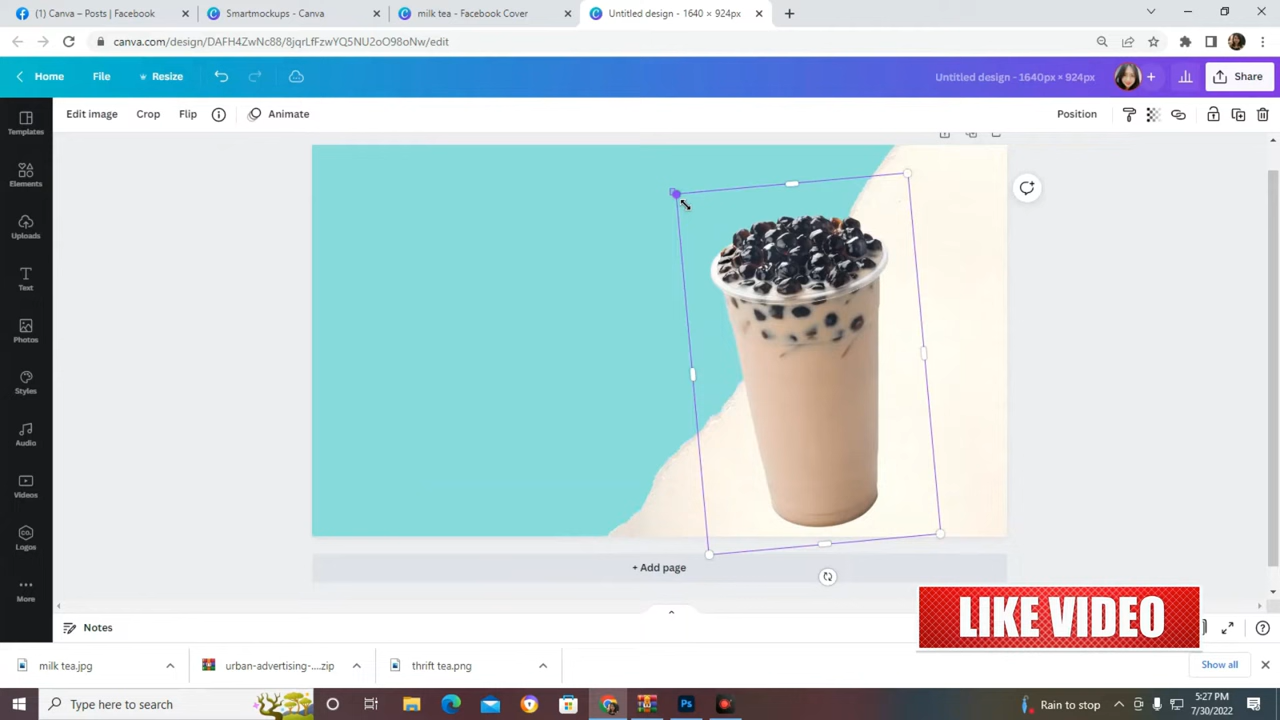 Canva – Posts | Facebook
Smartmockups - Canva
milk tea - Facebook Cover
Untitled design - 1640 × 924px
canva.com/design/DAFH4ZwNc88/8jqrLfFzwYQ5NU2oO98oNw/edit
Home
File
Resize
Untitled design - 1640px × 924px
Share
Edit image
Crop
Flip
Animate
Position
Templates
Elements
Uploads
Text
Photos
Styles
Audio
Videos
CO.
Logos
More
+ Add page
LIKE VIDEO
Notes
milk tea.jpg
urban-advertising-....zip
thrift tea.png
Show all
Type here to search
Ps
Rain to stop
5:27 PM
7/30/2022